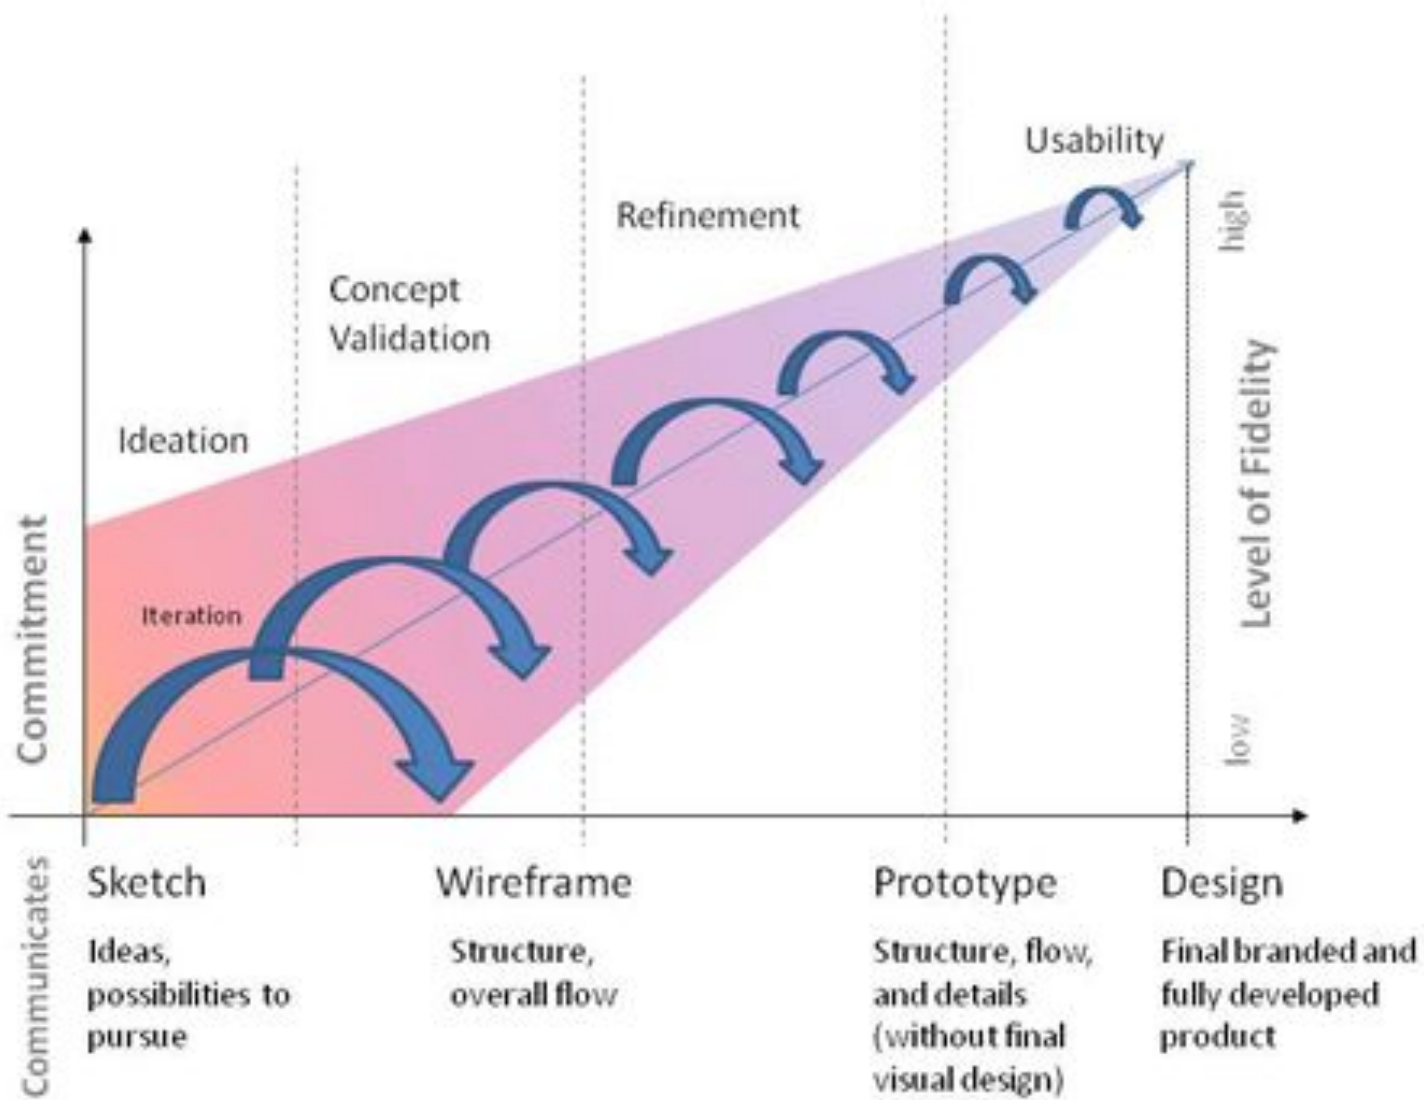 Usability
high
Refinement
Concept
Validation
Ideation
Level of Fidelity
Commitment
Iteration
low
Communicates
Sketch
Ideas,
possibilities to
pursue
Wireframe
Structure,
overall flow
Prototype
Structure, flow,
and details
(without final
visual design)
Design
Final branded and
fully developed
product